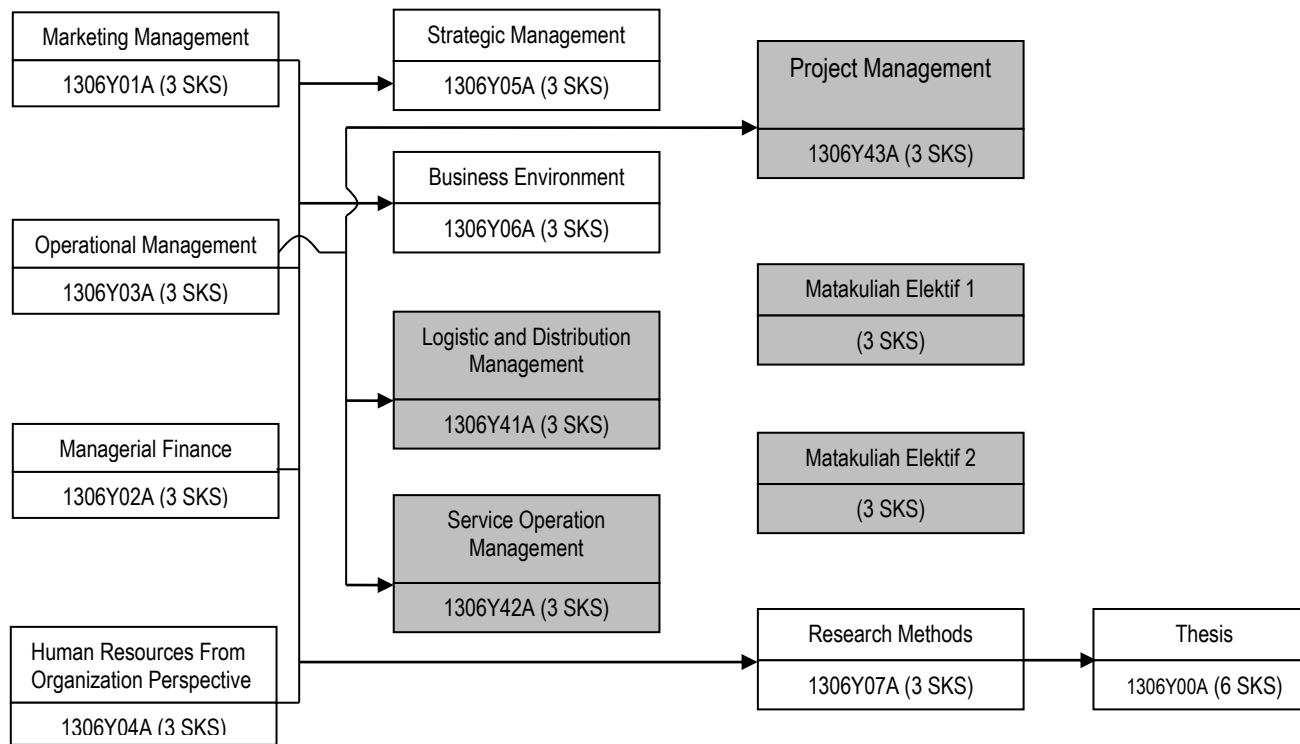 Marketing Management
1306Y01A (3 SKS)
Operational Management
1306Y03A (3 SKS)
Managerial Finance
1306Y02A (3 SKS)
Human Resources From
Organization Perspective
1306Y04A (3 SKS)
Strategic Management
1306Y05A (3 SKS)
Business Environment
1306Y06A (3 SKS)
Logistic and Distribution
Management
1306Y41A (3 SKS)
Service Operation
Management
1306Y42A (3 SKS)
Project Management
1306Y43A (3 SKS)
Matakuliah Elektif 1
(3 SKS)
Matakuliah Elektif 2
(3 SKS)
Research Methods
1306Y07A (3 SKS)
Thesis
1306Y00A (6 SKS)